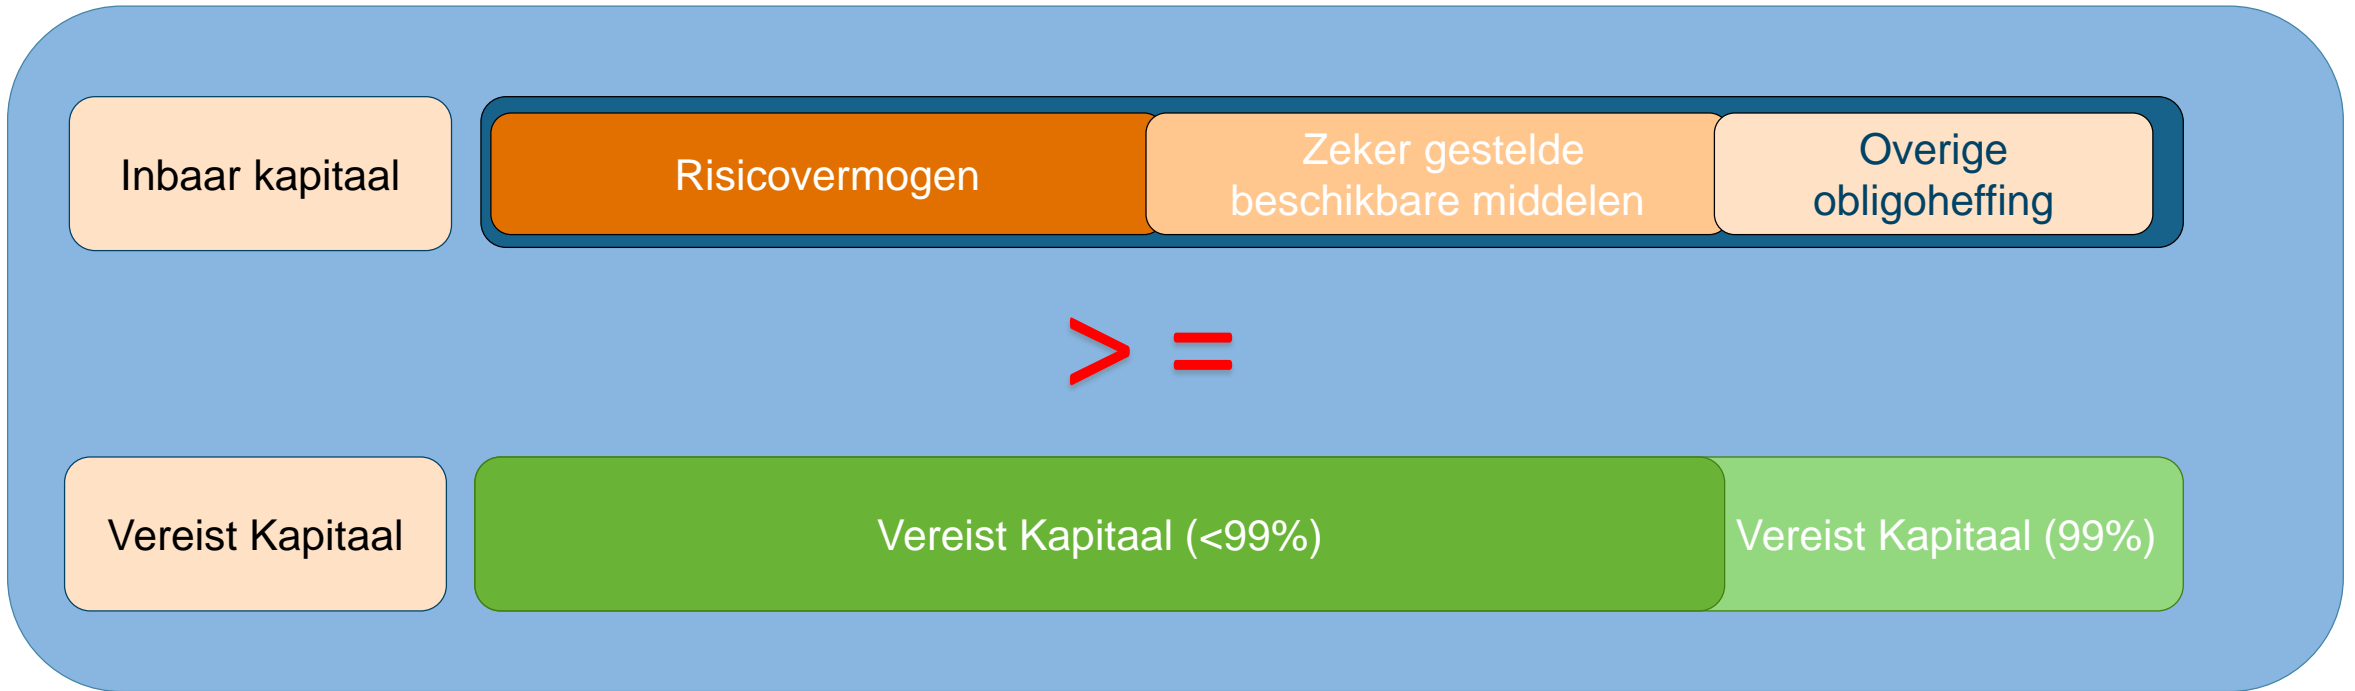 Inbaar kapitaal
Risicovermogen
Zeker gestelde
beschikbare middelen
Overige
obligoheffing
> =
Vereist Kapitaal
Vereist Kapitaal (<99%)
Vereist Kapitaal (99%)